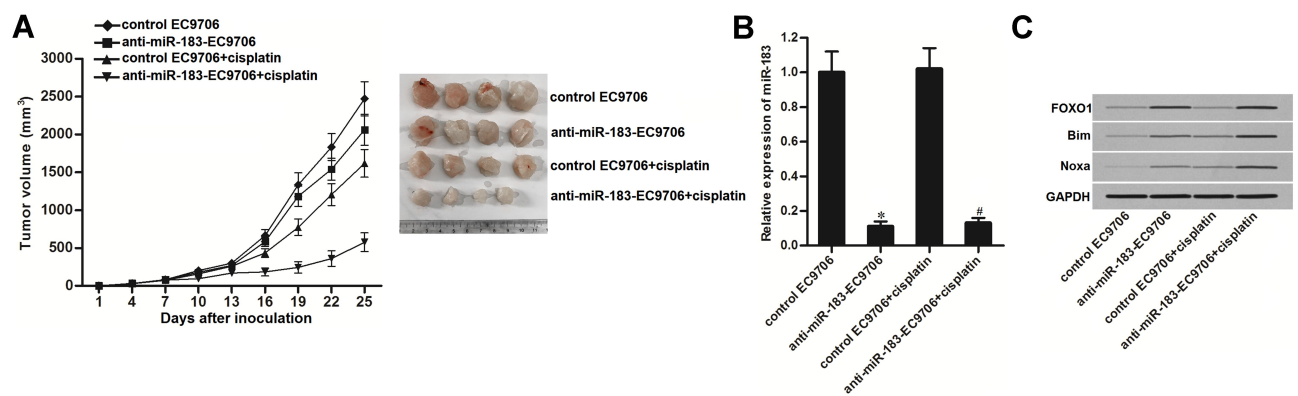 A
control EC9706
anti-miR-183-EC9706
control EC9706+cisplatin
anti-miR-183-EC9706+cisplatin
Tumor volume (mm3)
3000
2500
2000
1500
1000
500
0
1 4 7 10 13 16 19 22 25
Days after inoculation
control EC9706
anti-miR-183-EC9706
control EC9706+cisplatin
anti-miR-183-EC9706+cisplatin
B
Relative expression of miR-183
1.2
1.0
0.8
0.6
0.4
0.2
0.0
*
#
control EC9706
anti-miR-183-EC9706
control EC9706+cisplatin
anti-miR-183-EC9706+cisplatin
C
FOXO1
Bim
Noxa
GAPDH
control EC9706
anti-miR-183-EC9706
control EC9706+cisplatin
anti-miR-183-EC9706+cisplatin